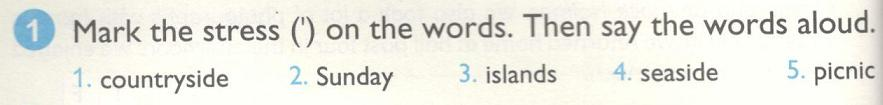 1 Mark the stress (') on the words. Then say the words aloud.
1. countryside 2. Sunday 3. islands 4. seaside 5. picnic